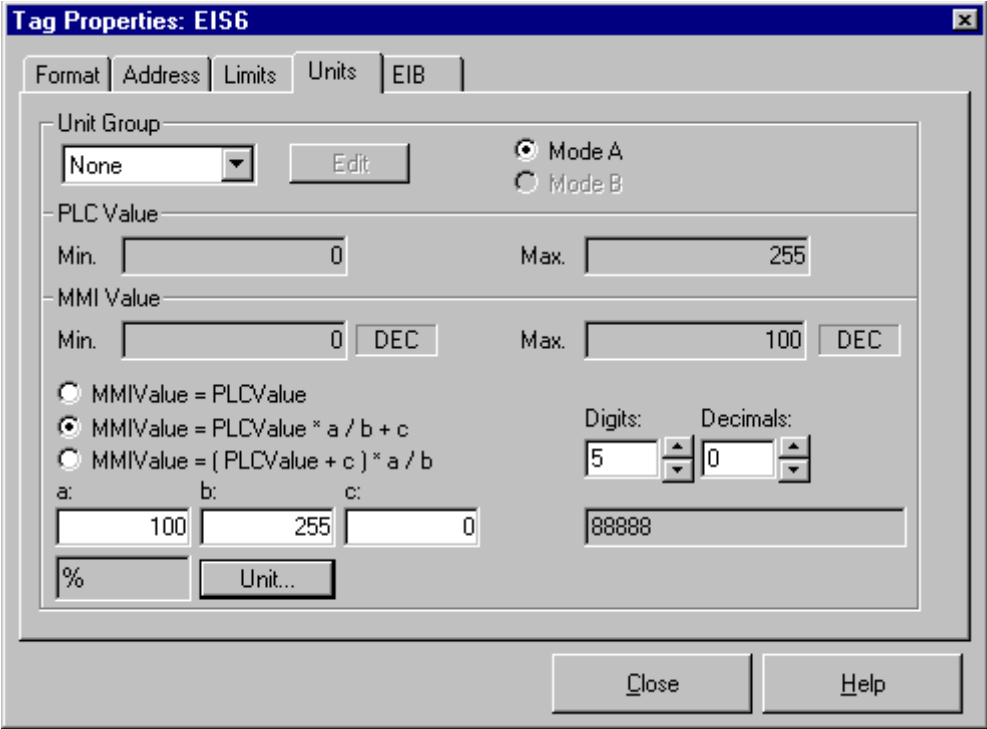 Tag Properties: EIS6
Format Address Limits Units EIB
Unit Group
None Edit Mode A
Mode B
PLC Value
Min. 0 Max. 255
MMI Value
Min. 0 DEC Max. 100 DEC
MMIValue = PLCValue
MMIValue = PLCValue * a / b + c
MMIValue = ( PLCValue + c ) * a / b
Digits: Decimals:
5 0
a: b: c:
100 255 0 88888
% Unit...
Close Help